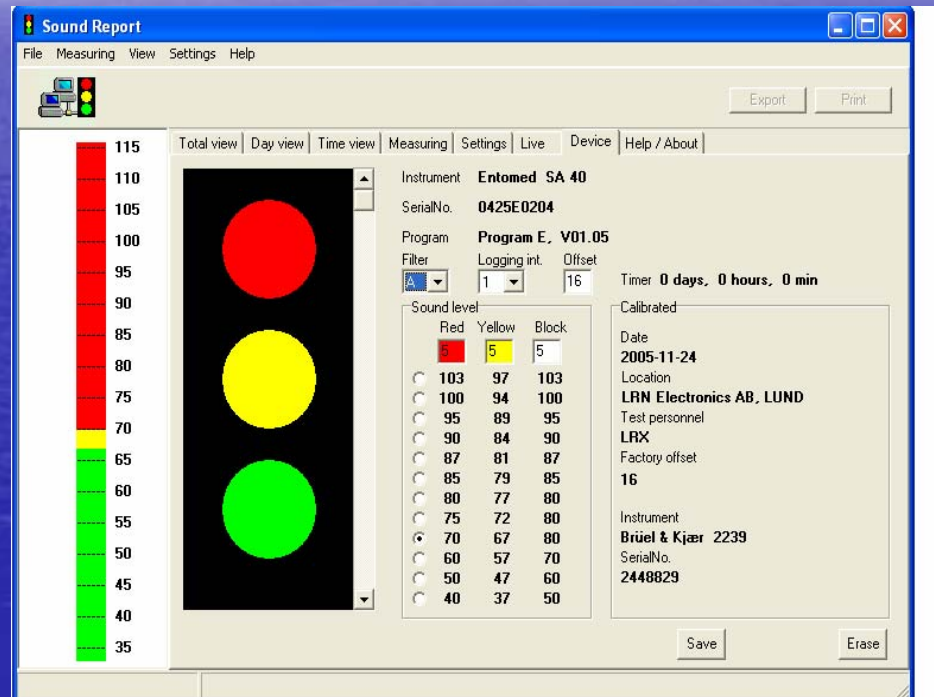 Sound Report
File Measuring View Settings Help
Export Print
Total view Day view Time view Measuring Settings Live Device Help / About
115
110
105
100
95
90
85
80
75
70
65
60
55
50
45
40
35
Instrument Entomed SA 40
SerialNo. 0425E0204
Program Program E, V01.05
Filter Logging int. Offset
A 1 16
Timer 0 days, 0 hours, 0 min
Sound level
Red Yellow Block
5 5 5
103 97 103
100 94 100
95 89 95
90 84 90
87 81 87
85 79 85
80 77 80
75 72 80
70 67 80
60 57 70
50 47 60
40 37 50
Calibrated
Date
2005-11-24
Location
LRN Electronics AB, LUND
Test personnel
LRX
Factory offset
16
Instrument
Brüel & Kjær 2239
SerialNo.
2448829
Save Erase